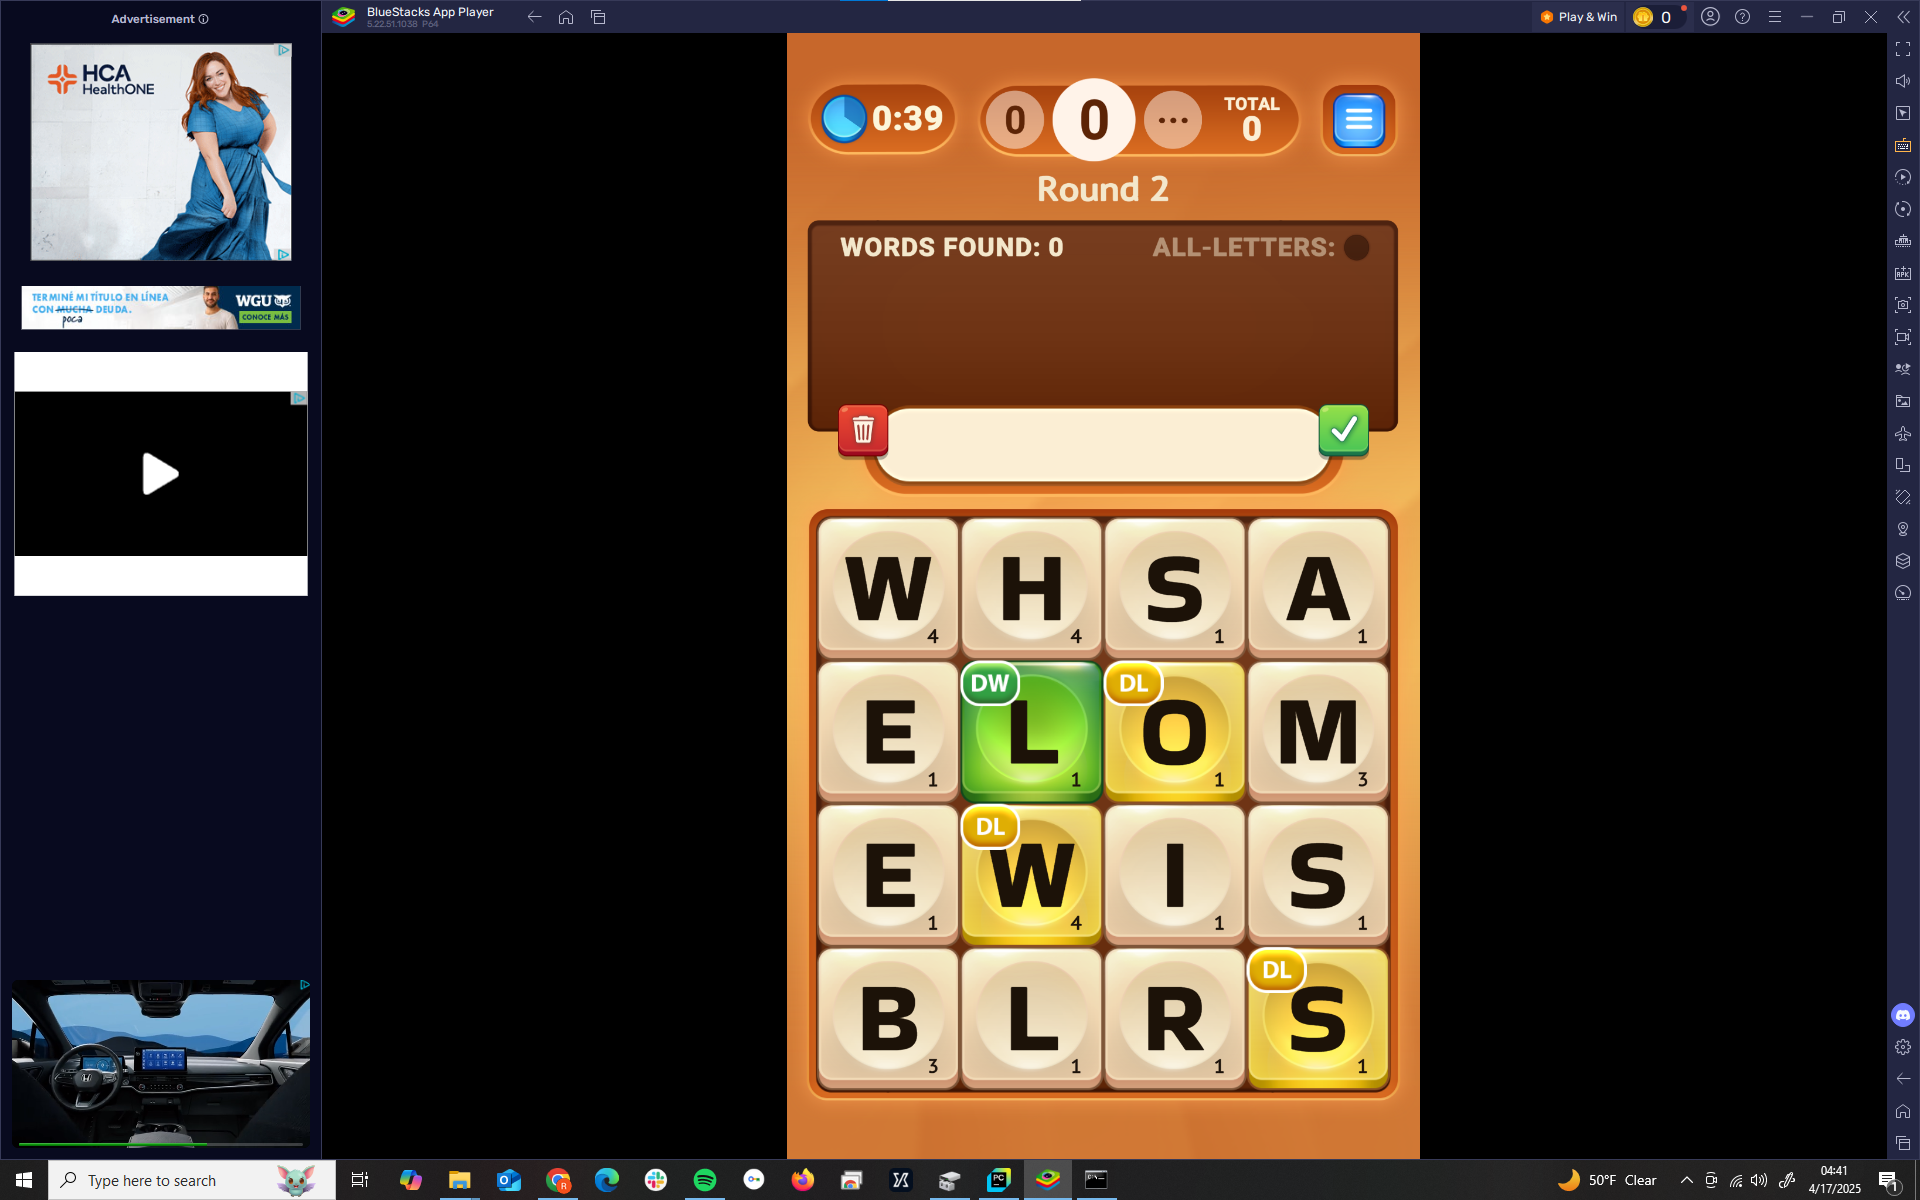 Advertisement
HCA
HealthONE
TERMINÉ MI TÍTULO EN LÍNEA
CON MUCHA DEUDA.
poca
WGU
CONOCE MÁS
BlueStacks App Player
5.22.51.1038 P64
Play & Win
0
0:39
0
0
...
TOTAL
0
Round 2
WORDS FOUND: 0
ALL-LETTERS:
W 4
H 4
S 1
A 1
E 1
DW L 1
DL O 1
M 3
E 1
DL W 4
I 1
S 1
B 3
L 1
R 1
DL S 1
Type here to search
50°F Clear
04:41
4/17/2025
1